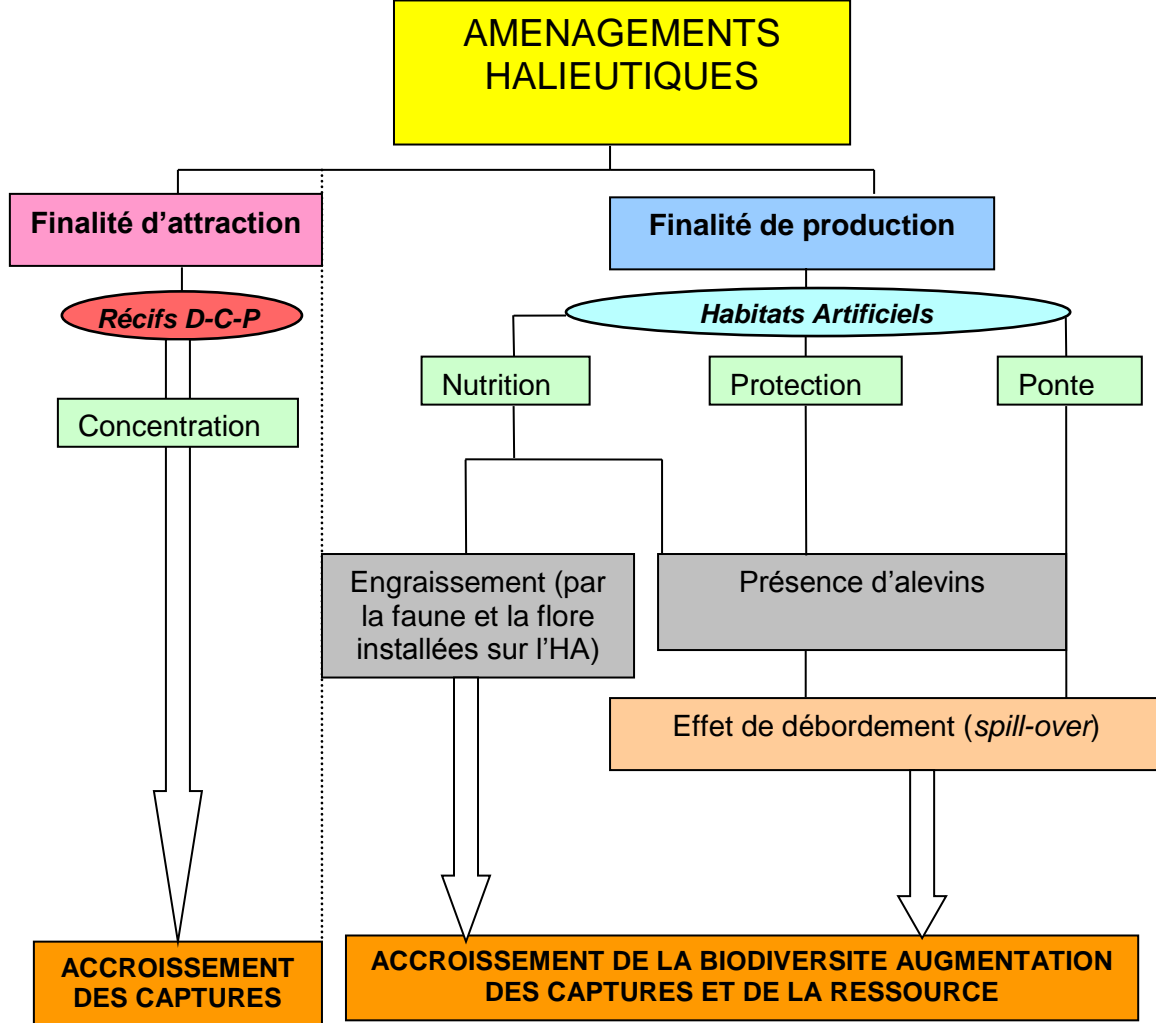 AMENAGEMENTS
HALIEUTIQUES
Finalité d’attraction
Finalité de production
Récifs D-C-P
Habitats Artificiels
Nutrition
Protection
Ponte
Concentration
Engraissement (par
la faune et la flore
installées sur l’HA)
Présence d’alevins
Effet de débordement (spill-over)
ACCROISSEMENT
DES CAPTURES
ACCROISSEMENT DE LA BIODIVERSITE AUGMENTATION
DES CAPTURES ET DE LA RESSOURCE